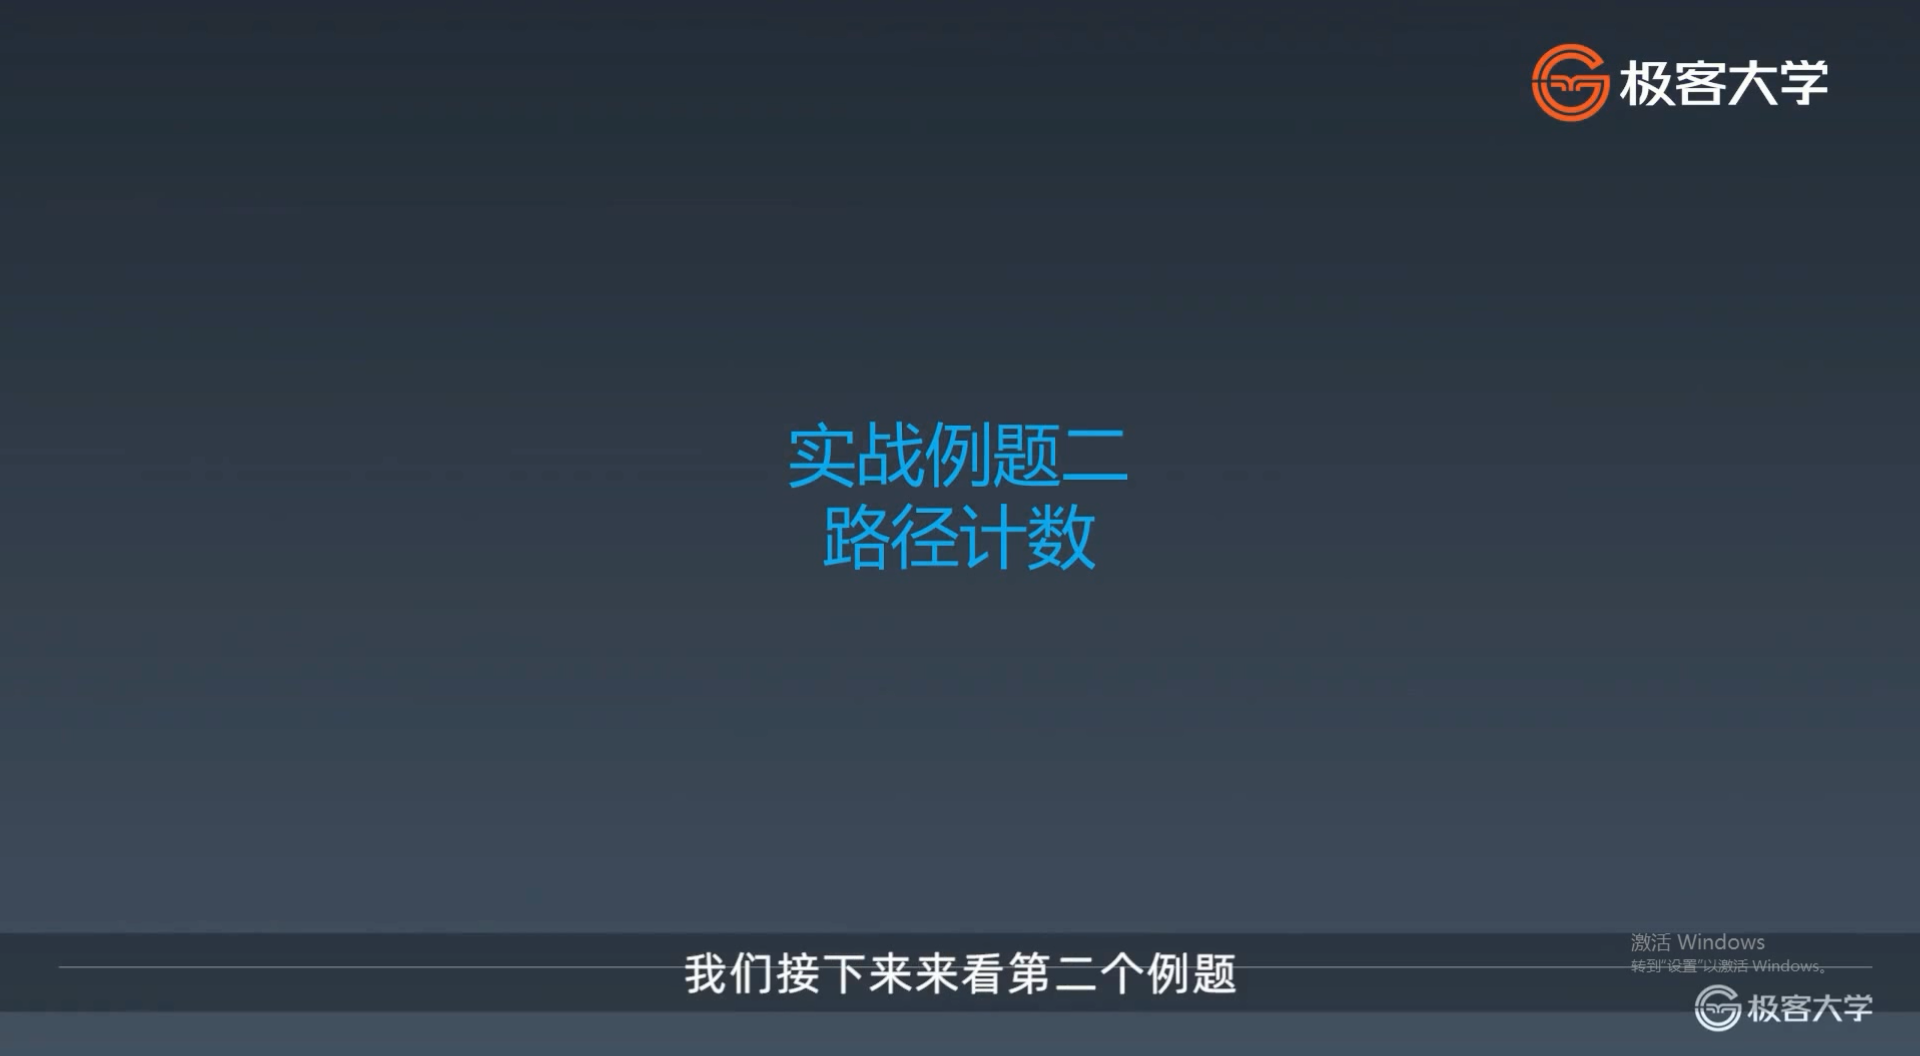 极客大学
实战例题二
路径计数
激活 Windows
我们接下来来看第二个例题
转到“设置”以激活 Windows。
极客大学